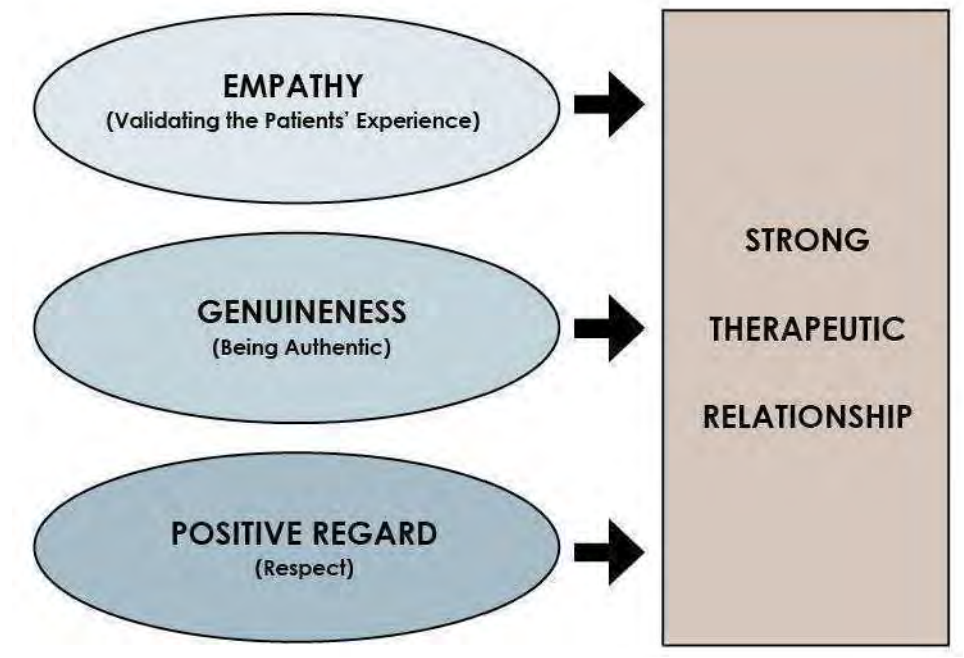 EMPATHY
(Validating the Patients' Experience)
GENUINENESS
(Being Authentic)
POSITIVE REGARD
(Respect)
STRONG
THERAPEUTIC
RELATIONSHIP